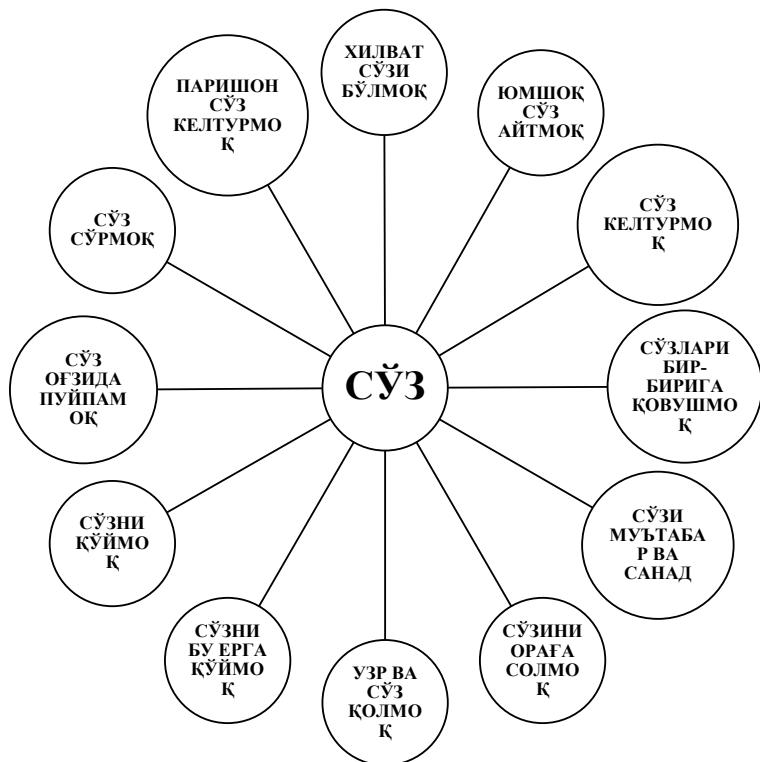 ХИЛВАТ
СЎЗИ
БЎЛМОҚ
ЮМШОҚ
СЎЗ
АЙТМОҚ
СЎЗ
КЕЛТУРМО
Қ
СЎЗЛАРИ
БИР-
БИРИГА
ҚОВУШМО
Қ
СЎЗИ
МУЪТАБА
Р ВА
САНАД
СЎЗИНИ
ОРАҒА
СОЛМО
Қ
УЗР ВА
СЎЗ
ҚОЛМО
Қ
СЎЗНИ
БУ ЕРГА
ҚЎЙМО
Қ
СЎЗНИ
ҚЎЙМО
Қ
СЎЗ
ОҒЗИДА
ПУЙПАМ
ОҚ
СЎЗ
СЎРМОҚ
ПАРИШОН
СЎЗ
КЕЛТУРМО
Қ
СЎЗ